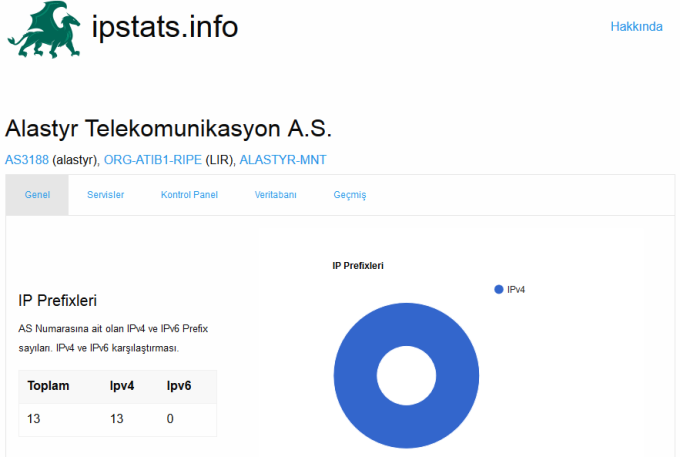 ipstats.info
Hakkında
Alastyr Telekomunikasyon A.S.
AS3188 (alastyr), ORG-ATIB1-RIPE (LIR), ALASTYR-MNT
Genel Servisler Kontrol Panel Veritabanı Geçmiş
IP Prefixleri
IPv4
IP Prefixleri
AS Numarasına ait olan IPv4 ve IPv6 Prefix
sayıları. IPv4 ve IPv6 karşılaştırması.
Toplam Ipv4 Ipv6
13 13 0